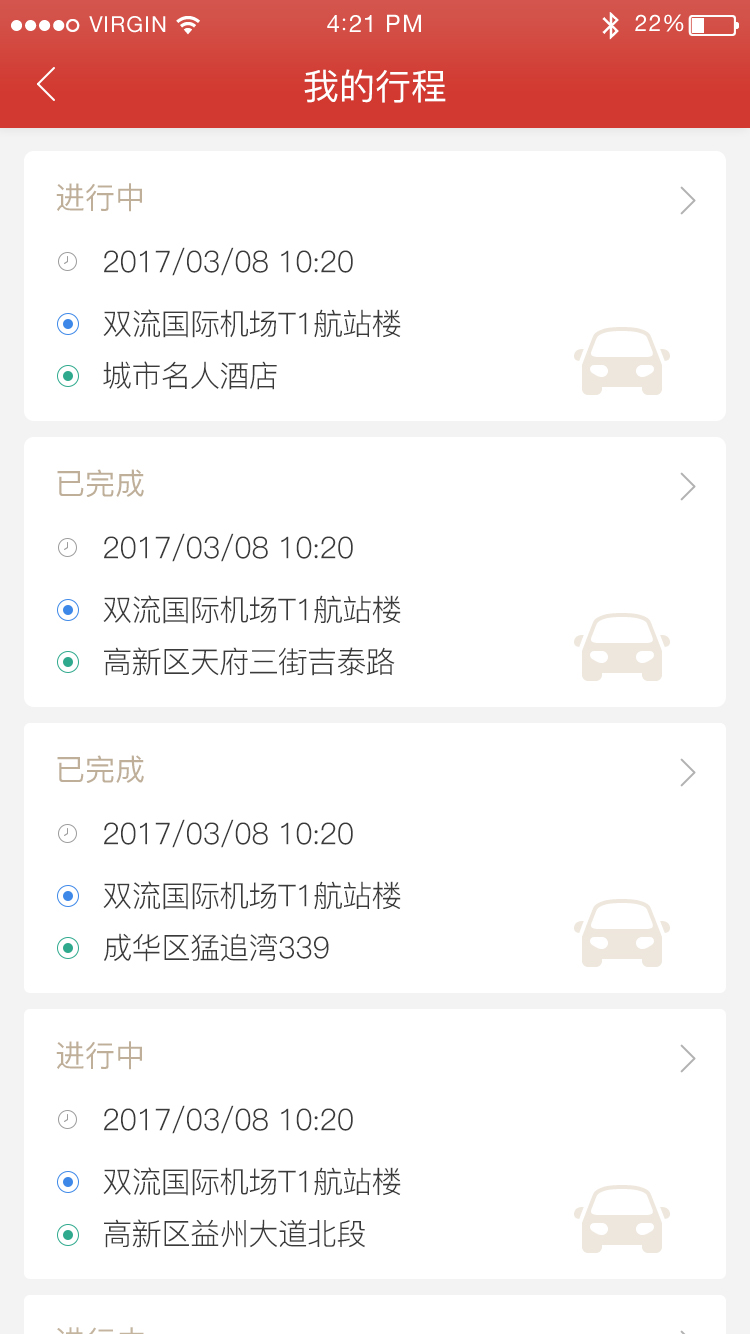 VIRGIN 4:21 PM 22%
我的行程
进行中
2017/03/08 10:20
双流国际机场T1航站楼
城市名人酒店
已完成
2017/03/08 10:20
双流国际机场T1航站楼
高新区天府三街吉泰路
已完成
2017/03/08 10:20
双流国际机场T1航站楼
成华区猛追湾339
进行中
2017/03/08 10:20
双流国际机场T1航站楼
高新区益州大道北段
进行中